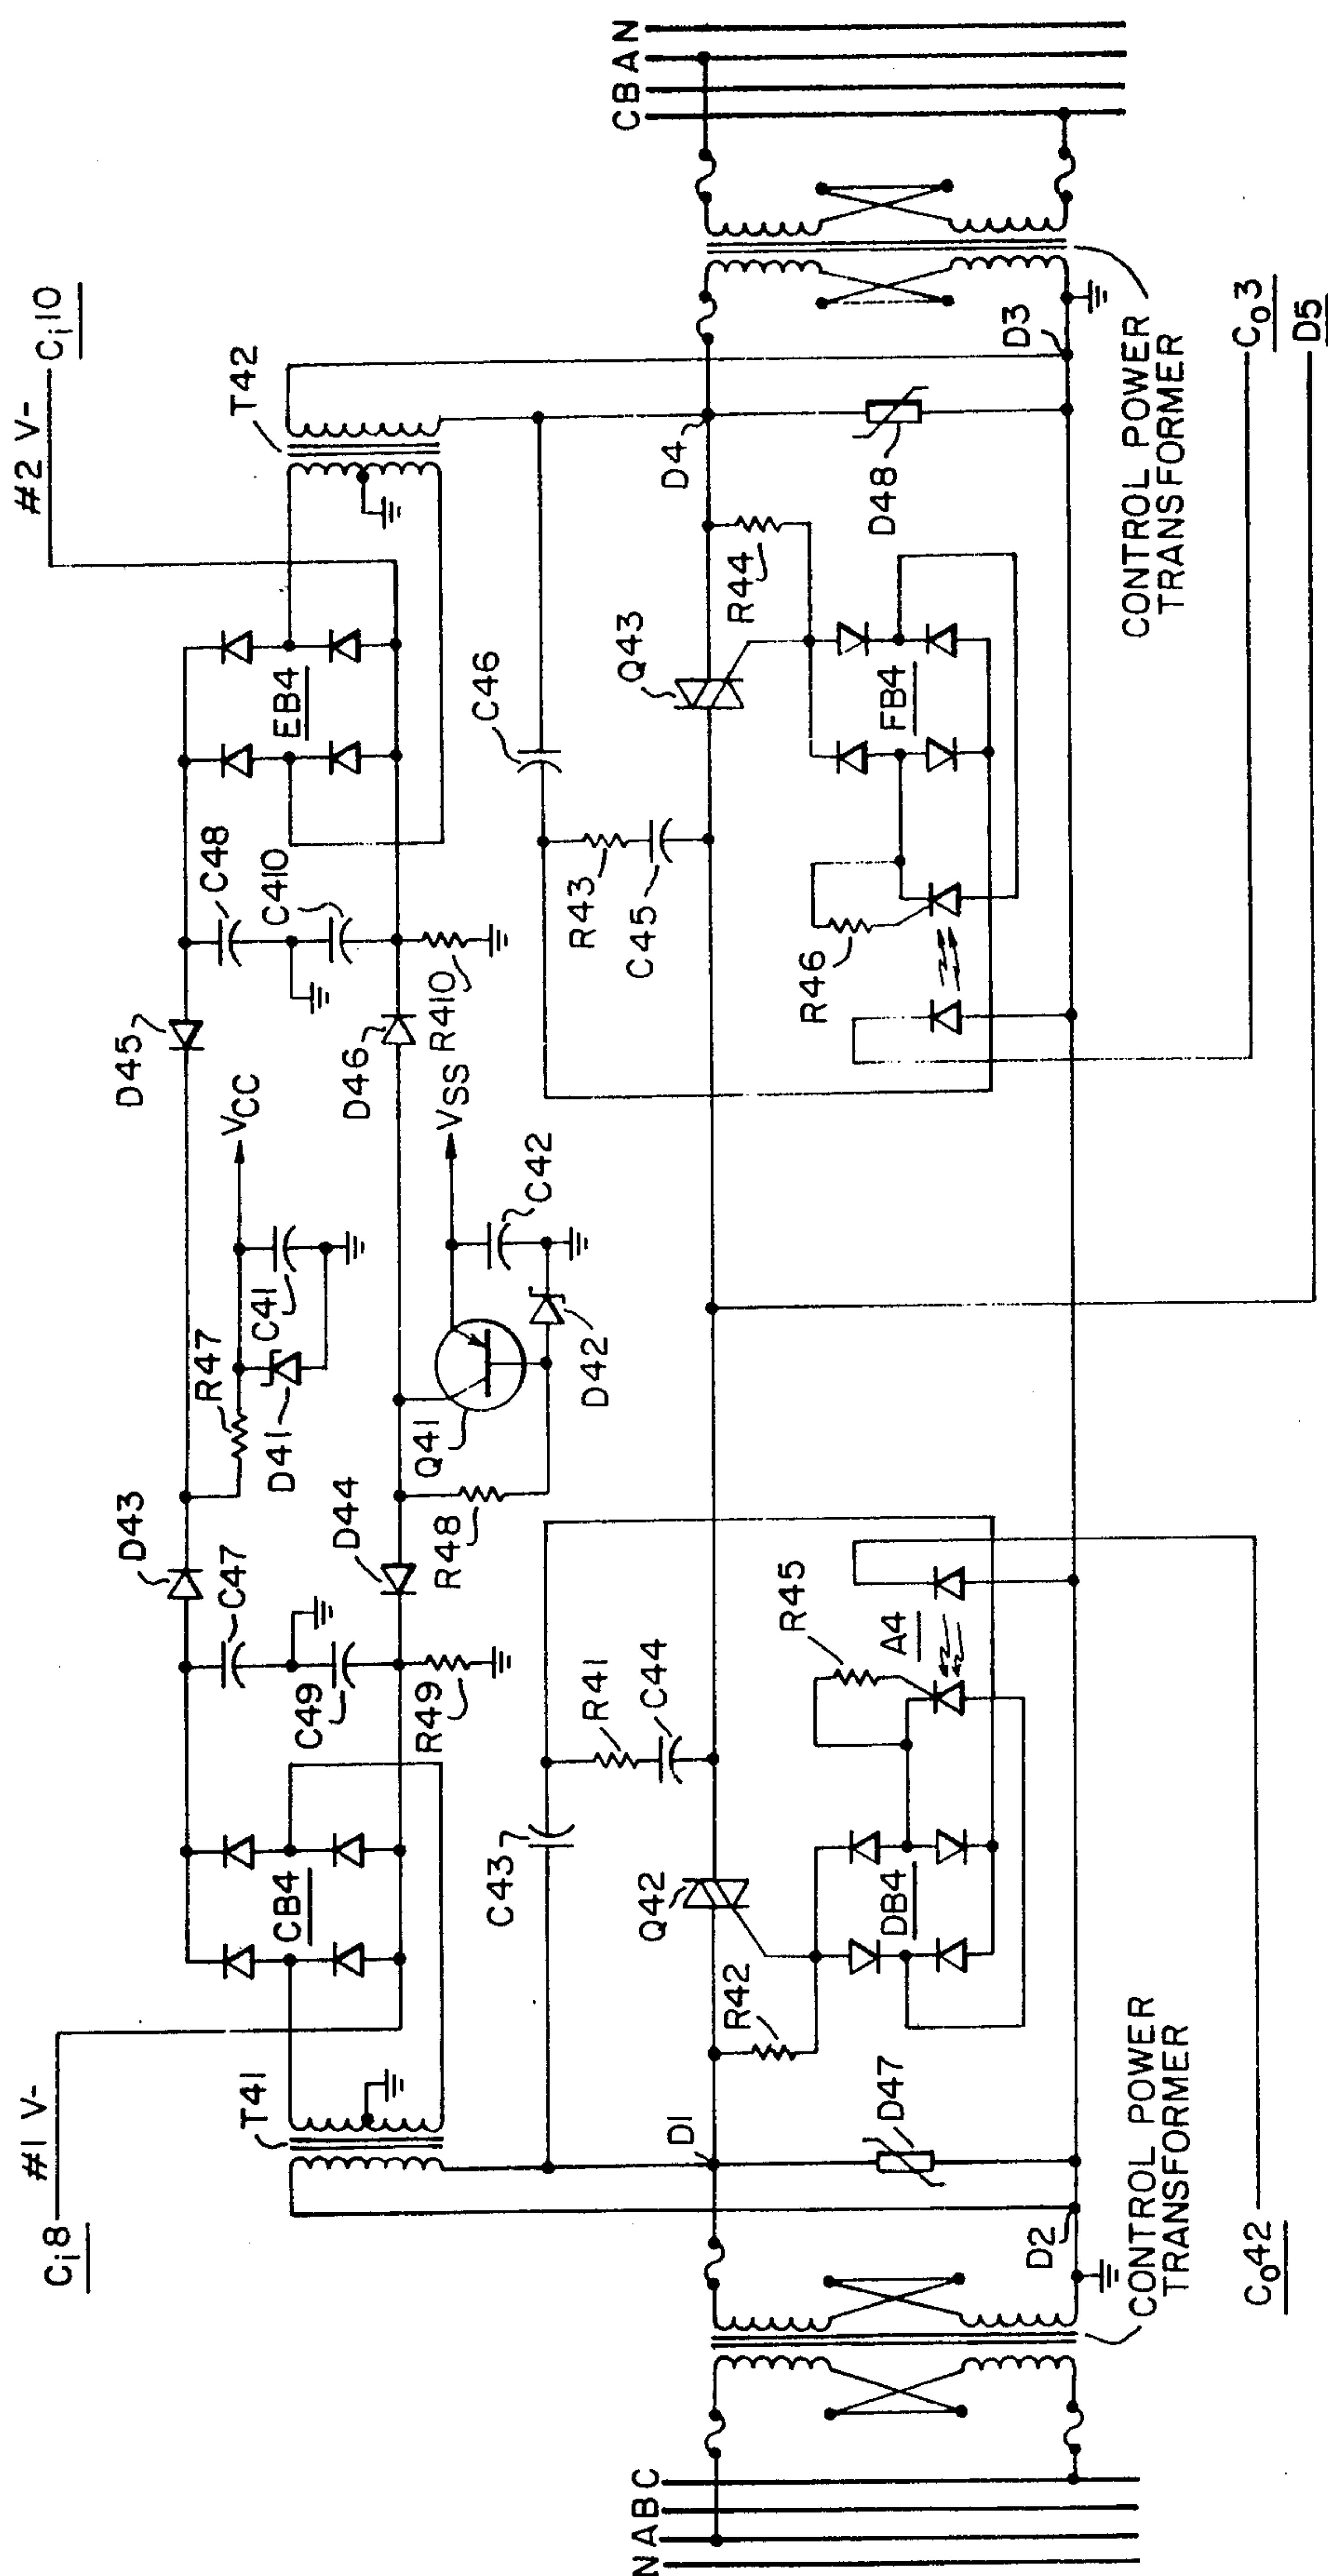 #1 V-
Ci8
T41
CB4
C47
D43
C49
R49
D44
R48
R47
D41
C41
VCC
Q41
D42
C42
VSS
D45
D46
R410
C48
C410
EB4
T42
#2 V-
Ci10
C43
R41
C44
Q42
R42
DB4
R45
A4
D1
D47
D2
C46
R43
C45
Q43
R44
FB4
R46
D4
D48
D3
N A B C
C B A N
CONTROL POWER
TRANSFORMER
CONTROL POWER
TRANSFORMER
Co42
Co3
D5